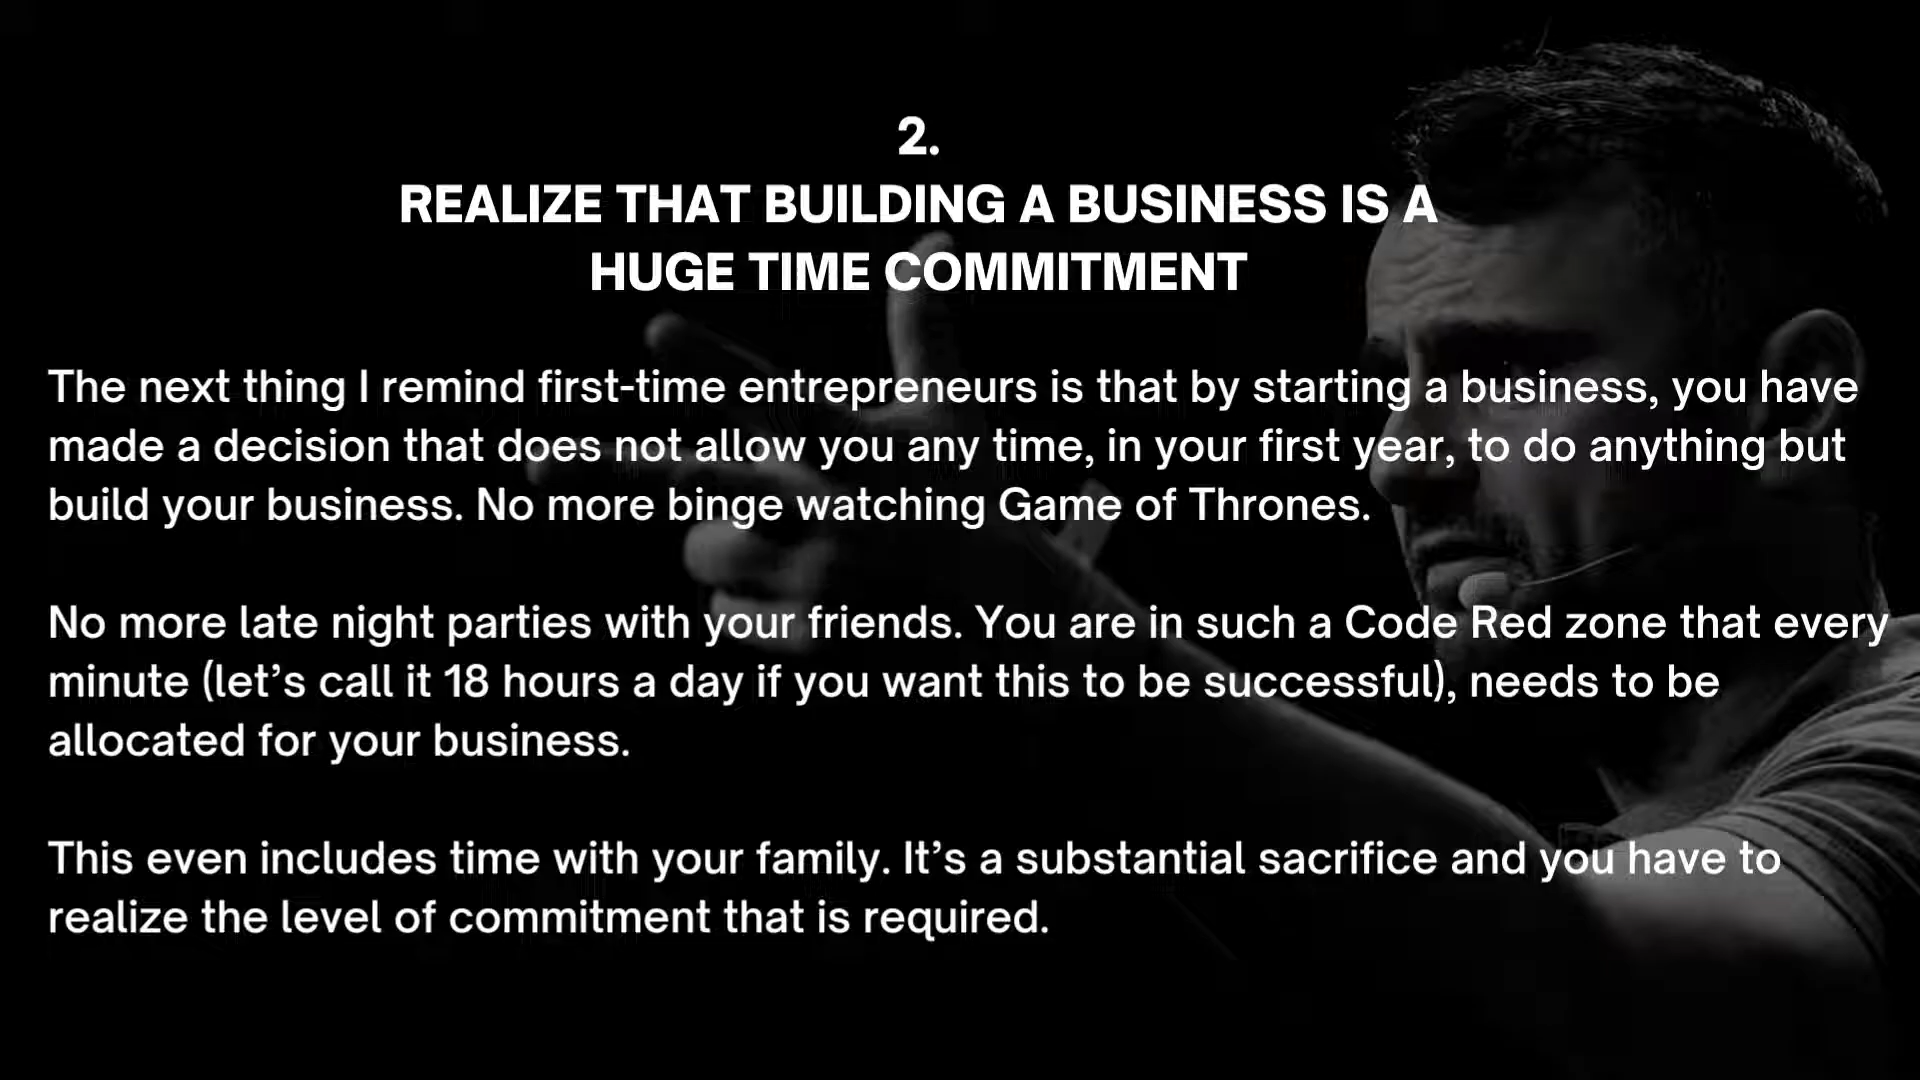 2.
REALIZE THAT BUILDING A BUSINESS IS A
HUGE TIME COMMITMENT
The next thing I remind first-time entrepreneurs is that by starting a business, you have
made a decision that does not allow you any time, in your first year, to do anything but
build your business. No more binge watching Game of Thrones.
No more late night parties with your friends. You are in such a Code Red zone that every
minute (let’s call it 18 hours a day if you want this to be successful), needs to be
allocated for your business.
This even includes time with your family. It’s a substantial sacrifice and you have to
realize the level of commitment that is required.